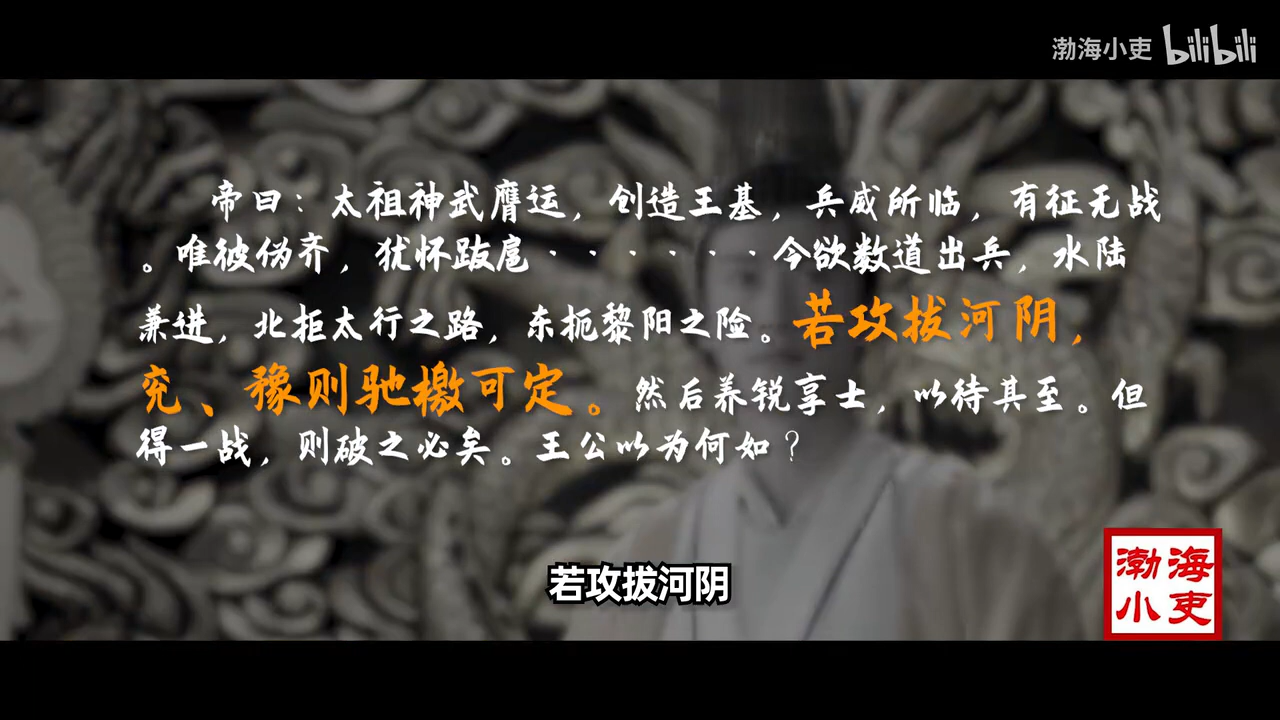 渤海小吏 bilibili
帝曰：太祖神武膺运，创造王基，兵威所临，有征无战
。唯彼伪齐，犹怀跋扈······今欲数道出兵，水陆
兼进，北拒太行之路，东扼黎阳之险。若攻拔河阴，
兖、豫则驰檄可定。然后养锐享士，以待其至。但
得一战，则破之必矣。王公以为何如？
若攻拔河阴
渤海
小吏